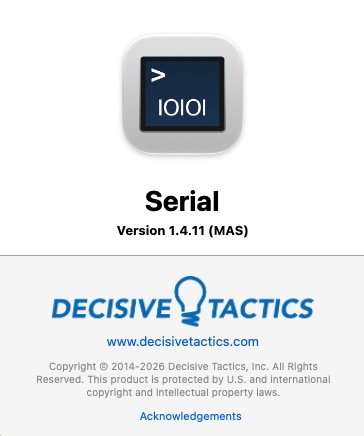 >
IOIOI
Serial
Version 1.4.11 (MAS)
DECISIVE TACTICS
www.decisivetactics.com
Copyright © 2014-2026 Decisive Tactics, Inc. All Rights
Reserved. This product is protected by U.S. and international
copyright and intellectual property laws.
Acknowledgements